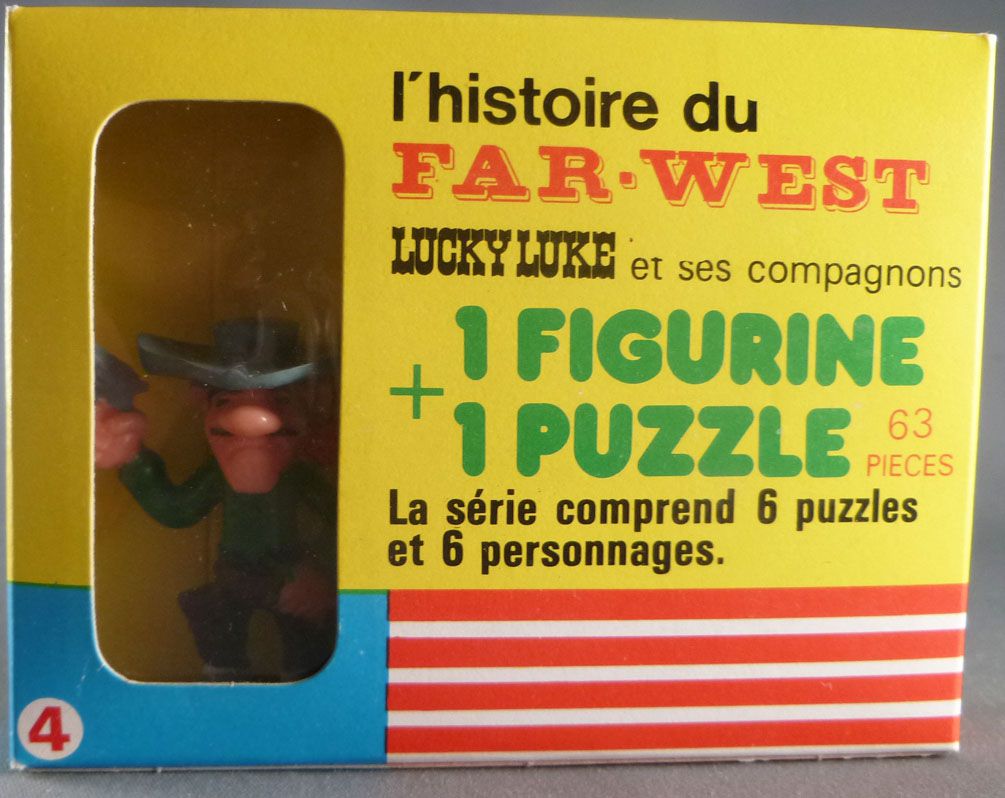 l'histoire du
FAR·WEST
LUCKY LUKE et ses compagnons
1 FIGURINE
+ 1 PUZZLE 63 PIECES
La série comprend 6 puzzles
et 6 personnages.
4